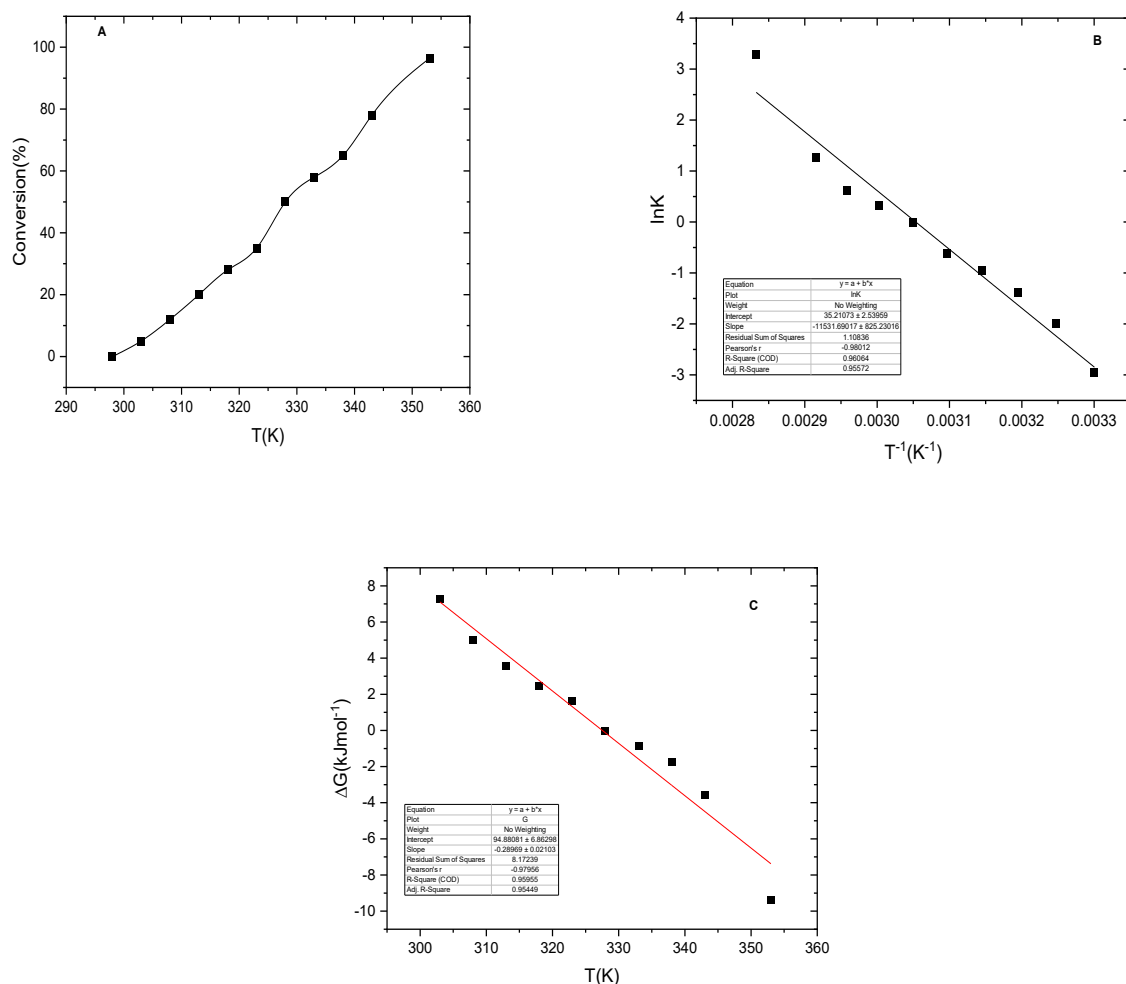 A
100
80
60
40
20
0
Conversion(%)
290 300 310 320 330 340 350 360
T(K)
B
4
3
2
1
0
-1
-2
-3
lnK
Equation y = a + b*x
Plot lnK
Weight No Weighting
Intercept 35.21073 ± 2.53959
Slope -11531.69017 ± 825.23016
Residual Sum of Squares 1.10836
Pearson's r -0.98012
R-Square (COD) 0.96064
Adj. R-Square 0.95572
0.0028 0.0029 0.0030 0.0031 0.0032 0.0033
T⁻¹(K⁻¹)
C
8
6
4
2
0
-2
-4
-6
-8
-10
ΔG(kJmol⁻¹)
Equation y = a + b*x
Plot G
Weight No Weighting
Intercept 94.88081 ± 6.86298
Slope -0.28969 ± 0.02103
Residual Sum of Squares 8.17239
Pearson's r -0.97956
R-Square (COD) 0.95955
Adj. R-Square 0.95449
300 310 320 330 340 350 360
T(K)